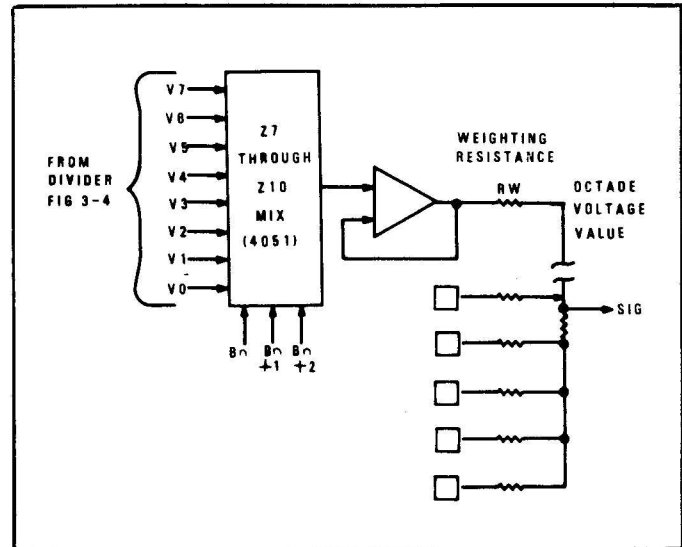 V7
V6
V5
V4
V3
V2
V1
V0
FROM
DIVIDER
FIG 3-4
Z7
THROUGH
Z10
MIX
(4051)
Bn
Bn
+1
Bn
+2
WEIGHTING
RESISTANCE
RW
OCTADE
VOLTAGE
VALUE
SIG